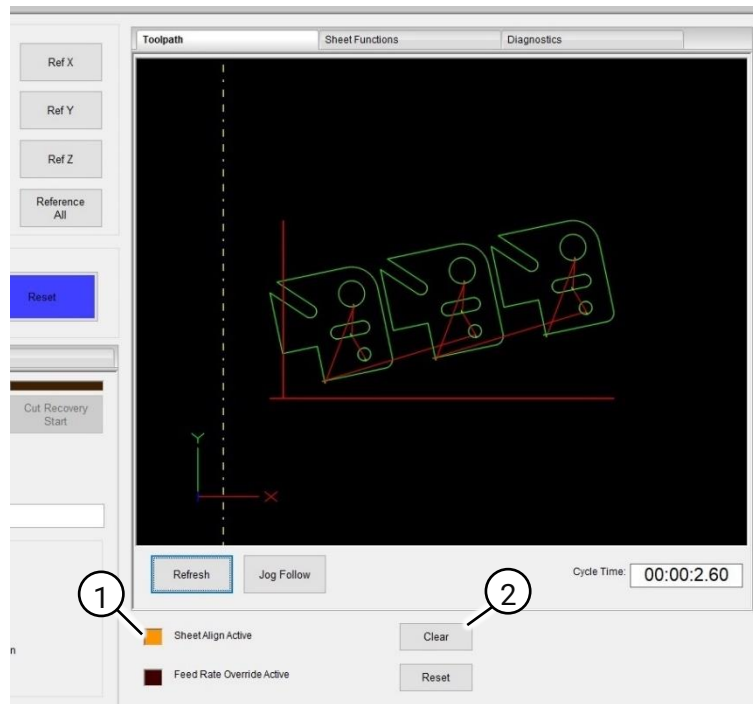 Toolpath
Sheet Functions
Diagnostics
Ref X
Ref Y
Ref Z
Reference
All
Reset
Cut Recovery
Start
Y
X
Refresh
Jog Follow
Cycle Time:
00:00:2.60
1
2
Sheet Align Active
Clear
n
Feed Rate Override Active
Reset